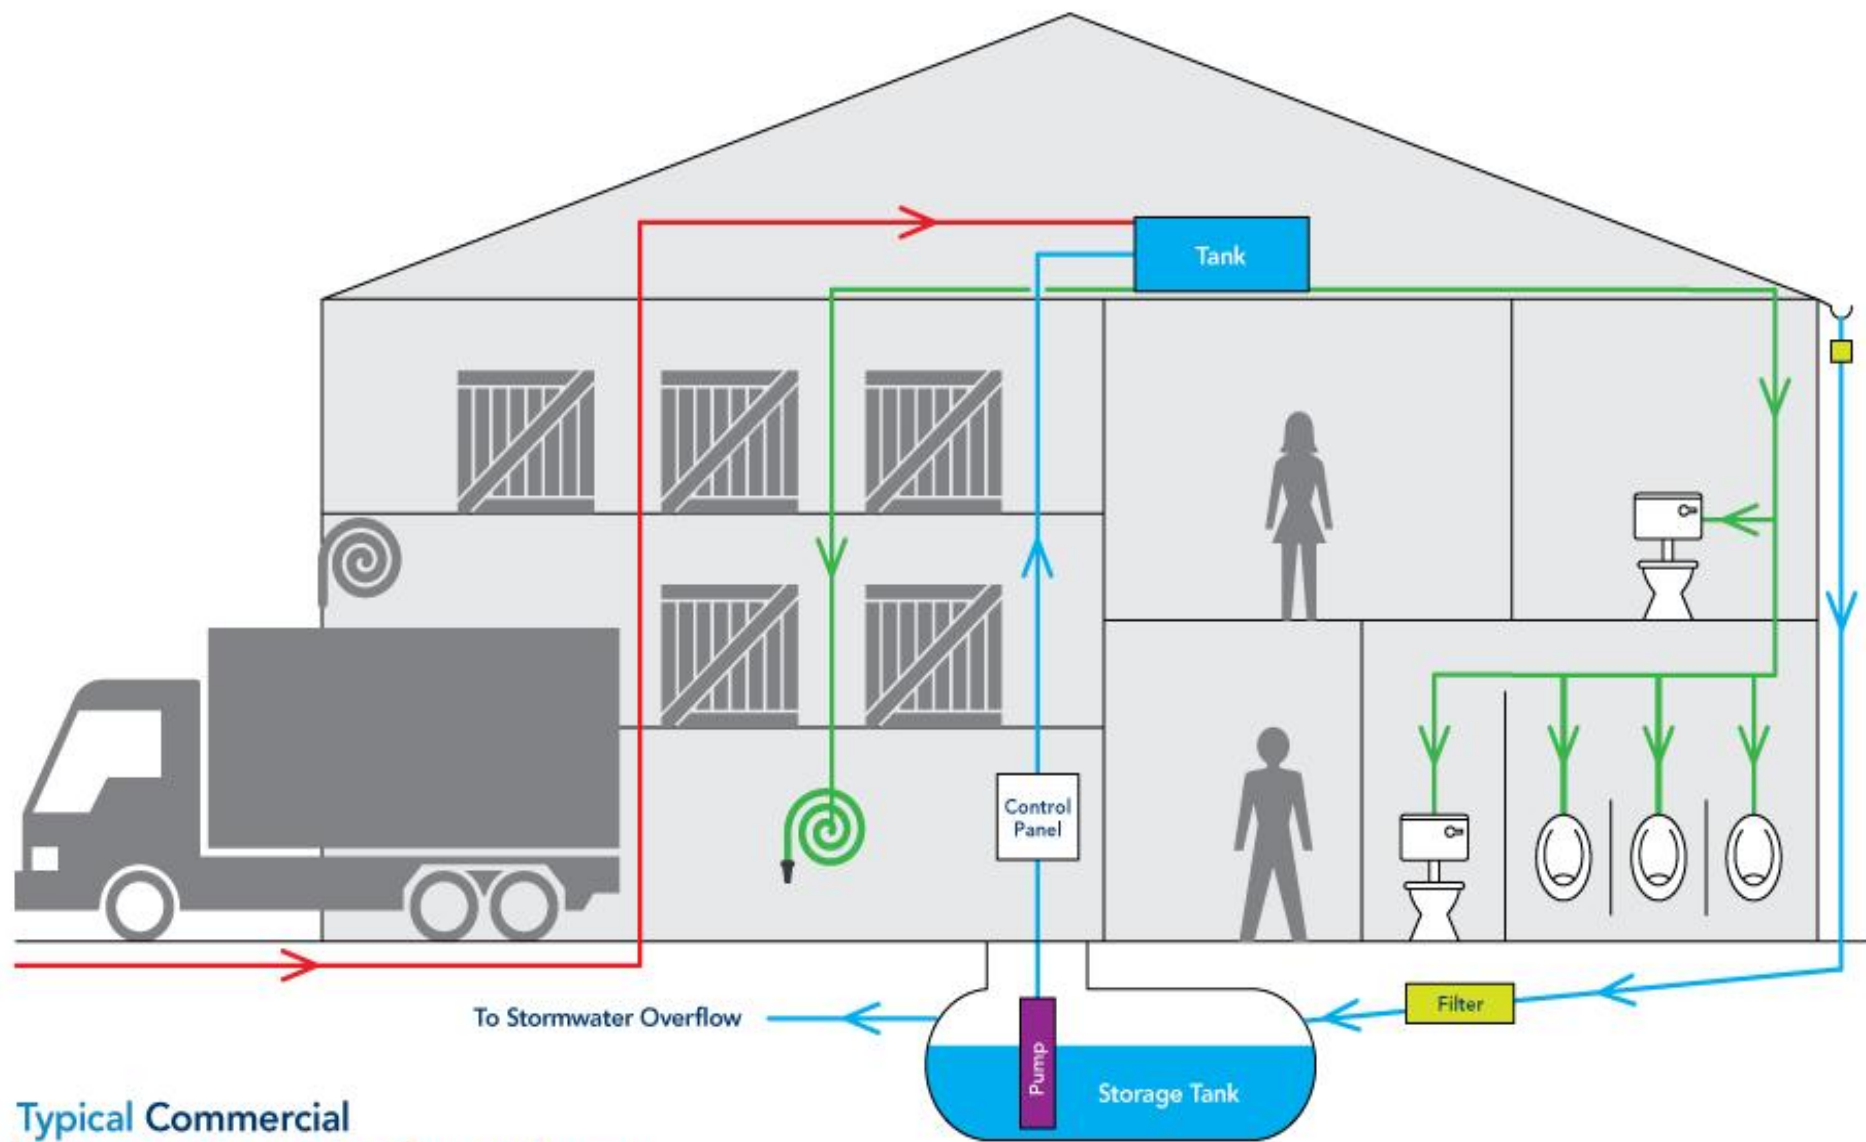 Tank
Control
Panel
Filter
To Stormwater Overflow
Pump
Storage Tank
Typical Commercial